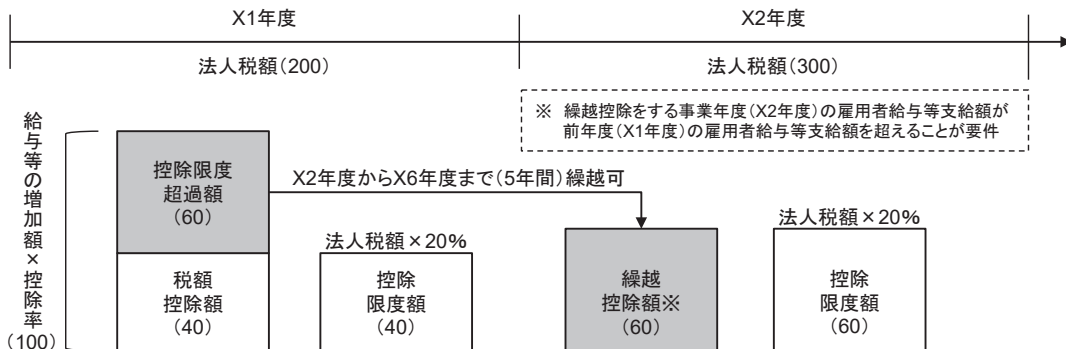 X1年度
X2年度
法人税額(200)
法人税額(300)
※ 繰越控除をする事業年度(X2年度)の雇用者給与等支給額が
前年度(X1年度)の雇用者給与等支給額を超えることが要件
給与等の増加額×控除率
(100)
控除限度
超過額
(60)
X2年度からX6年度まで(5年間)繰越可
税額
控除額
(40)
法人税額×20%
控除
限度額
(40)
繰越
控除額※
(60)
法人税額×20%
控除
限度額
(60)